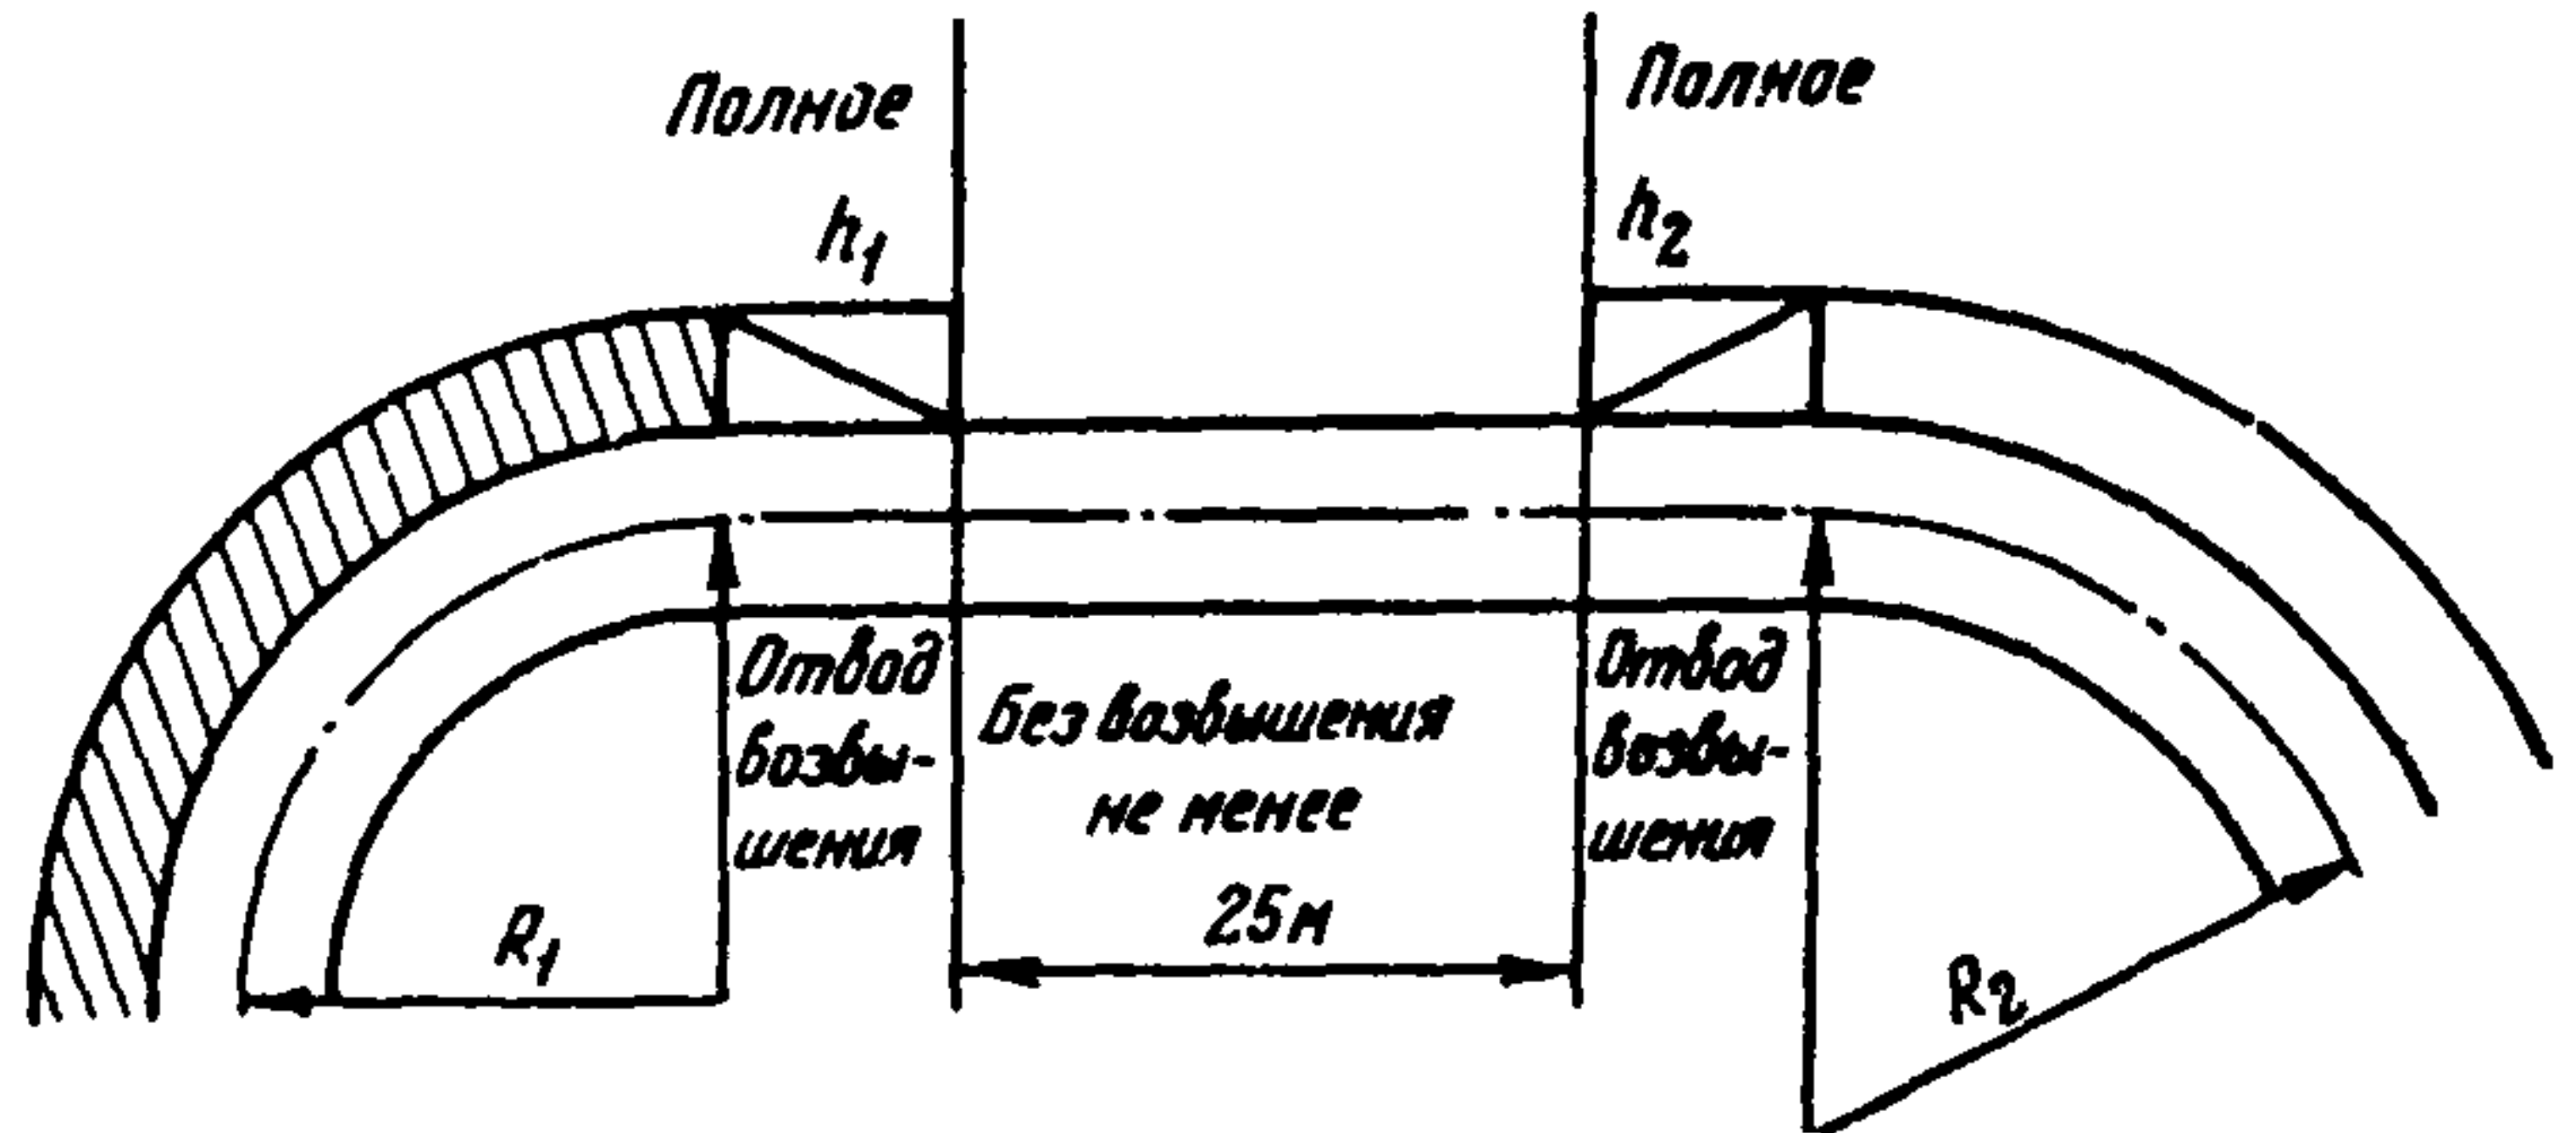 Полное
h₁
Полное
h₂
Отвод
возвы-
шения
Без возвышения
не менее
25м
Отвод
возвы-
шения
R₁
R₂